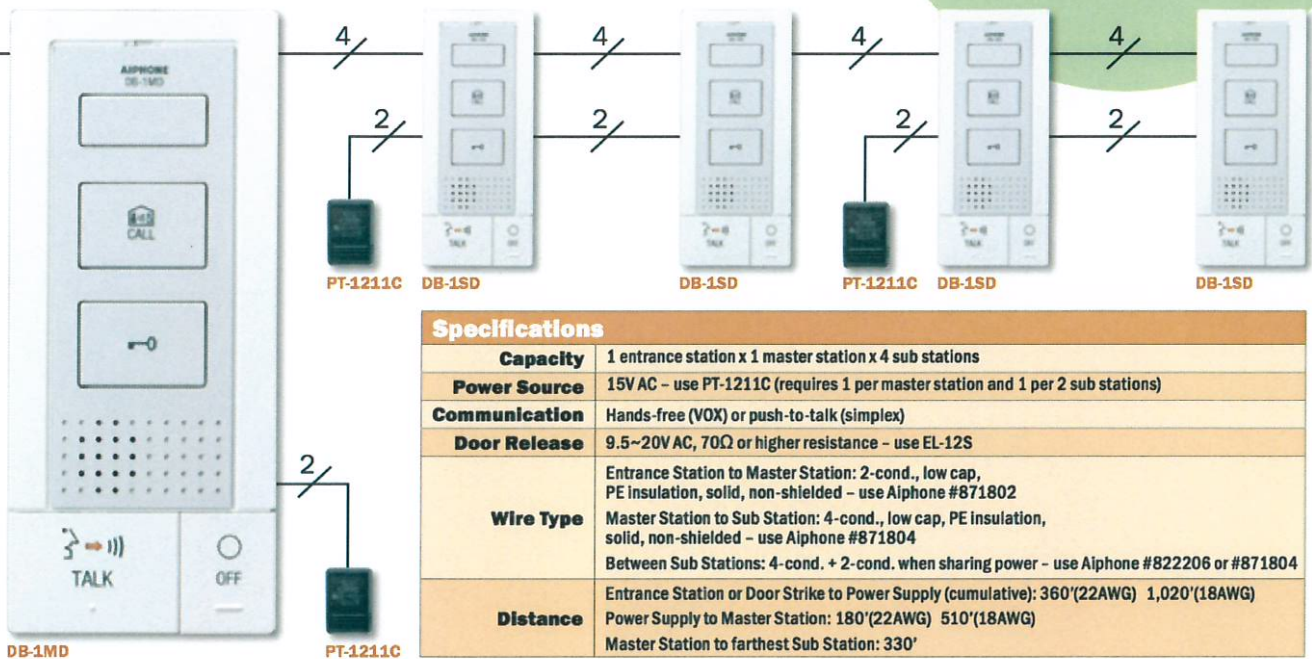 4
4
4
4
AIPHONE
DB-1MD
CALL
2
2
2
2
PT-1211C
DB-1SD
TALK
OFF
DB-1SD
TALK
OFF
PT-1211C
DB-1SD
TALK
OFF
DB-1SD
TALK
OFF
2
TALK
OFF
DB-1MD
PT-1211C
Specifications
Capacity 1 entrance station x 1 master station x 4 sub stations
Power Source 15V AC – use PT-1211C (requires 1 per master station and 1 per 2 sub stations)
Communication Hands-free (VOX) or push-to-talk (simplex)
Door Release 9.5~20V AC, 70Ω or higher resistance – use EL-12S
Wire Type Entrance Station to Master Station: 2-cond., low cap,
PE insulation, solid, non-shielded – use Aiphone #871802
Master Station to Sub Station: 4-cond., low cap, PE insulation,
solid, non-shielded – use Aiphone #871804
Between Sub Stations: 4-cond. + 2-cond. when sharing power – use Aiphone #822206 or #871804
Distance Entrance Station or Door Strike to Power Supply (cumulative): 360'(22AWG) 1,020'(18AWG)
Power Supply to Master Station: 180'(22AWG) 510'(18AWG)
Master Station to farthest Sub Station: 330'